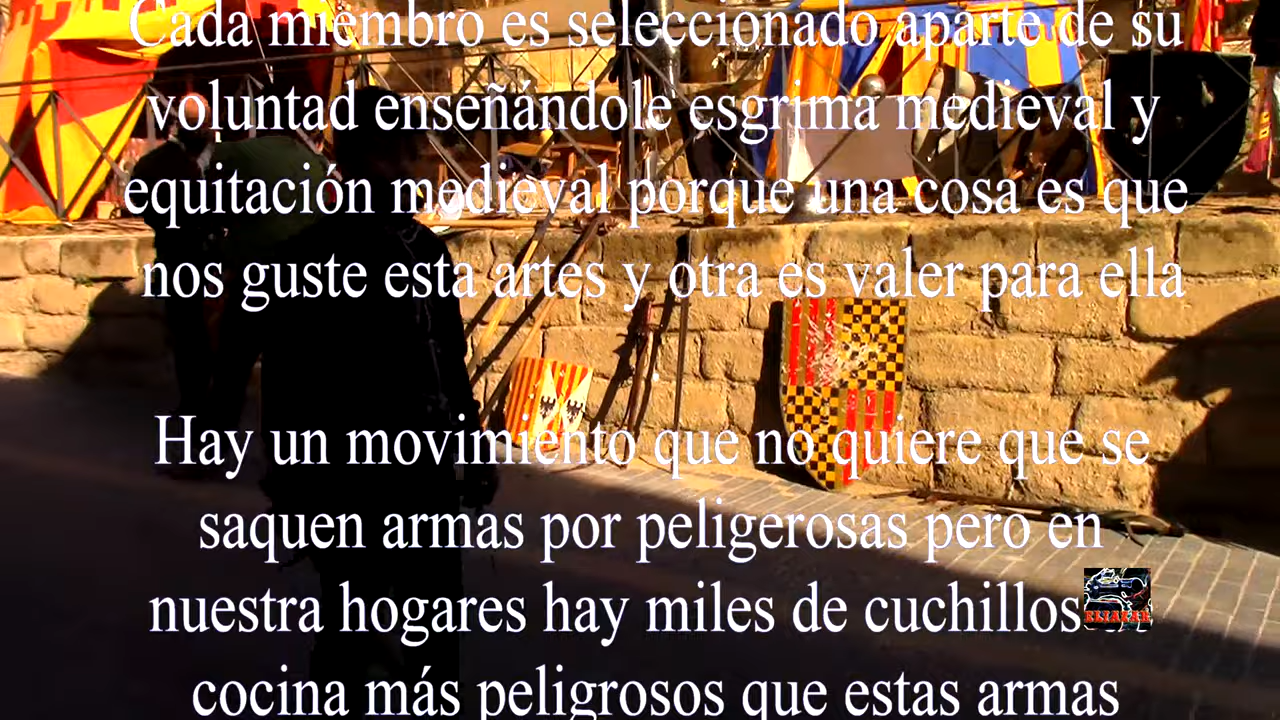 Cada miembro es seleccionado aparte de su
voluntad enseñándole esgrima medieval y
equitación medieval porque una cosa es que
nos guste esta artes y otra es valer para ella
Hay un movimiento que no quiere que se
saquen armas por peligerosas pero en
nuestra hogares hay miles de cuchillos
cocina más peligrosos que estas armas